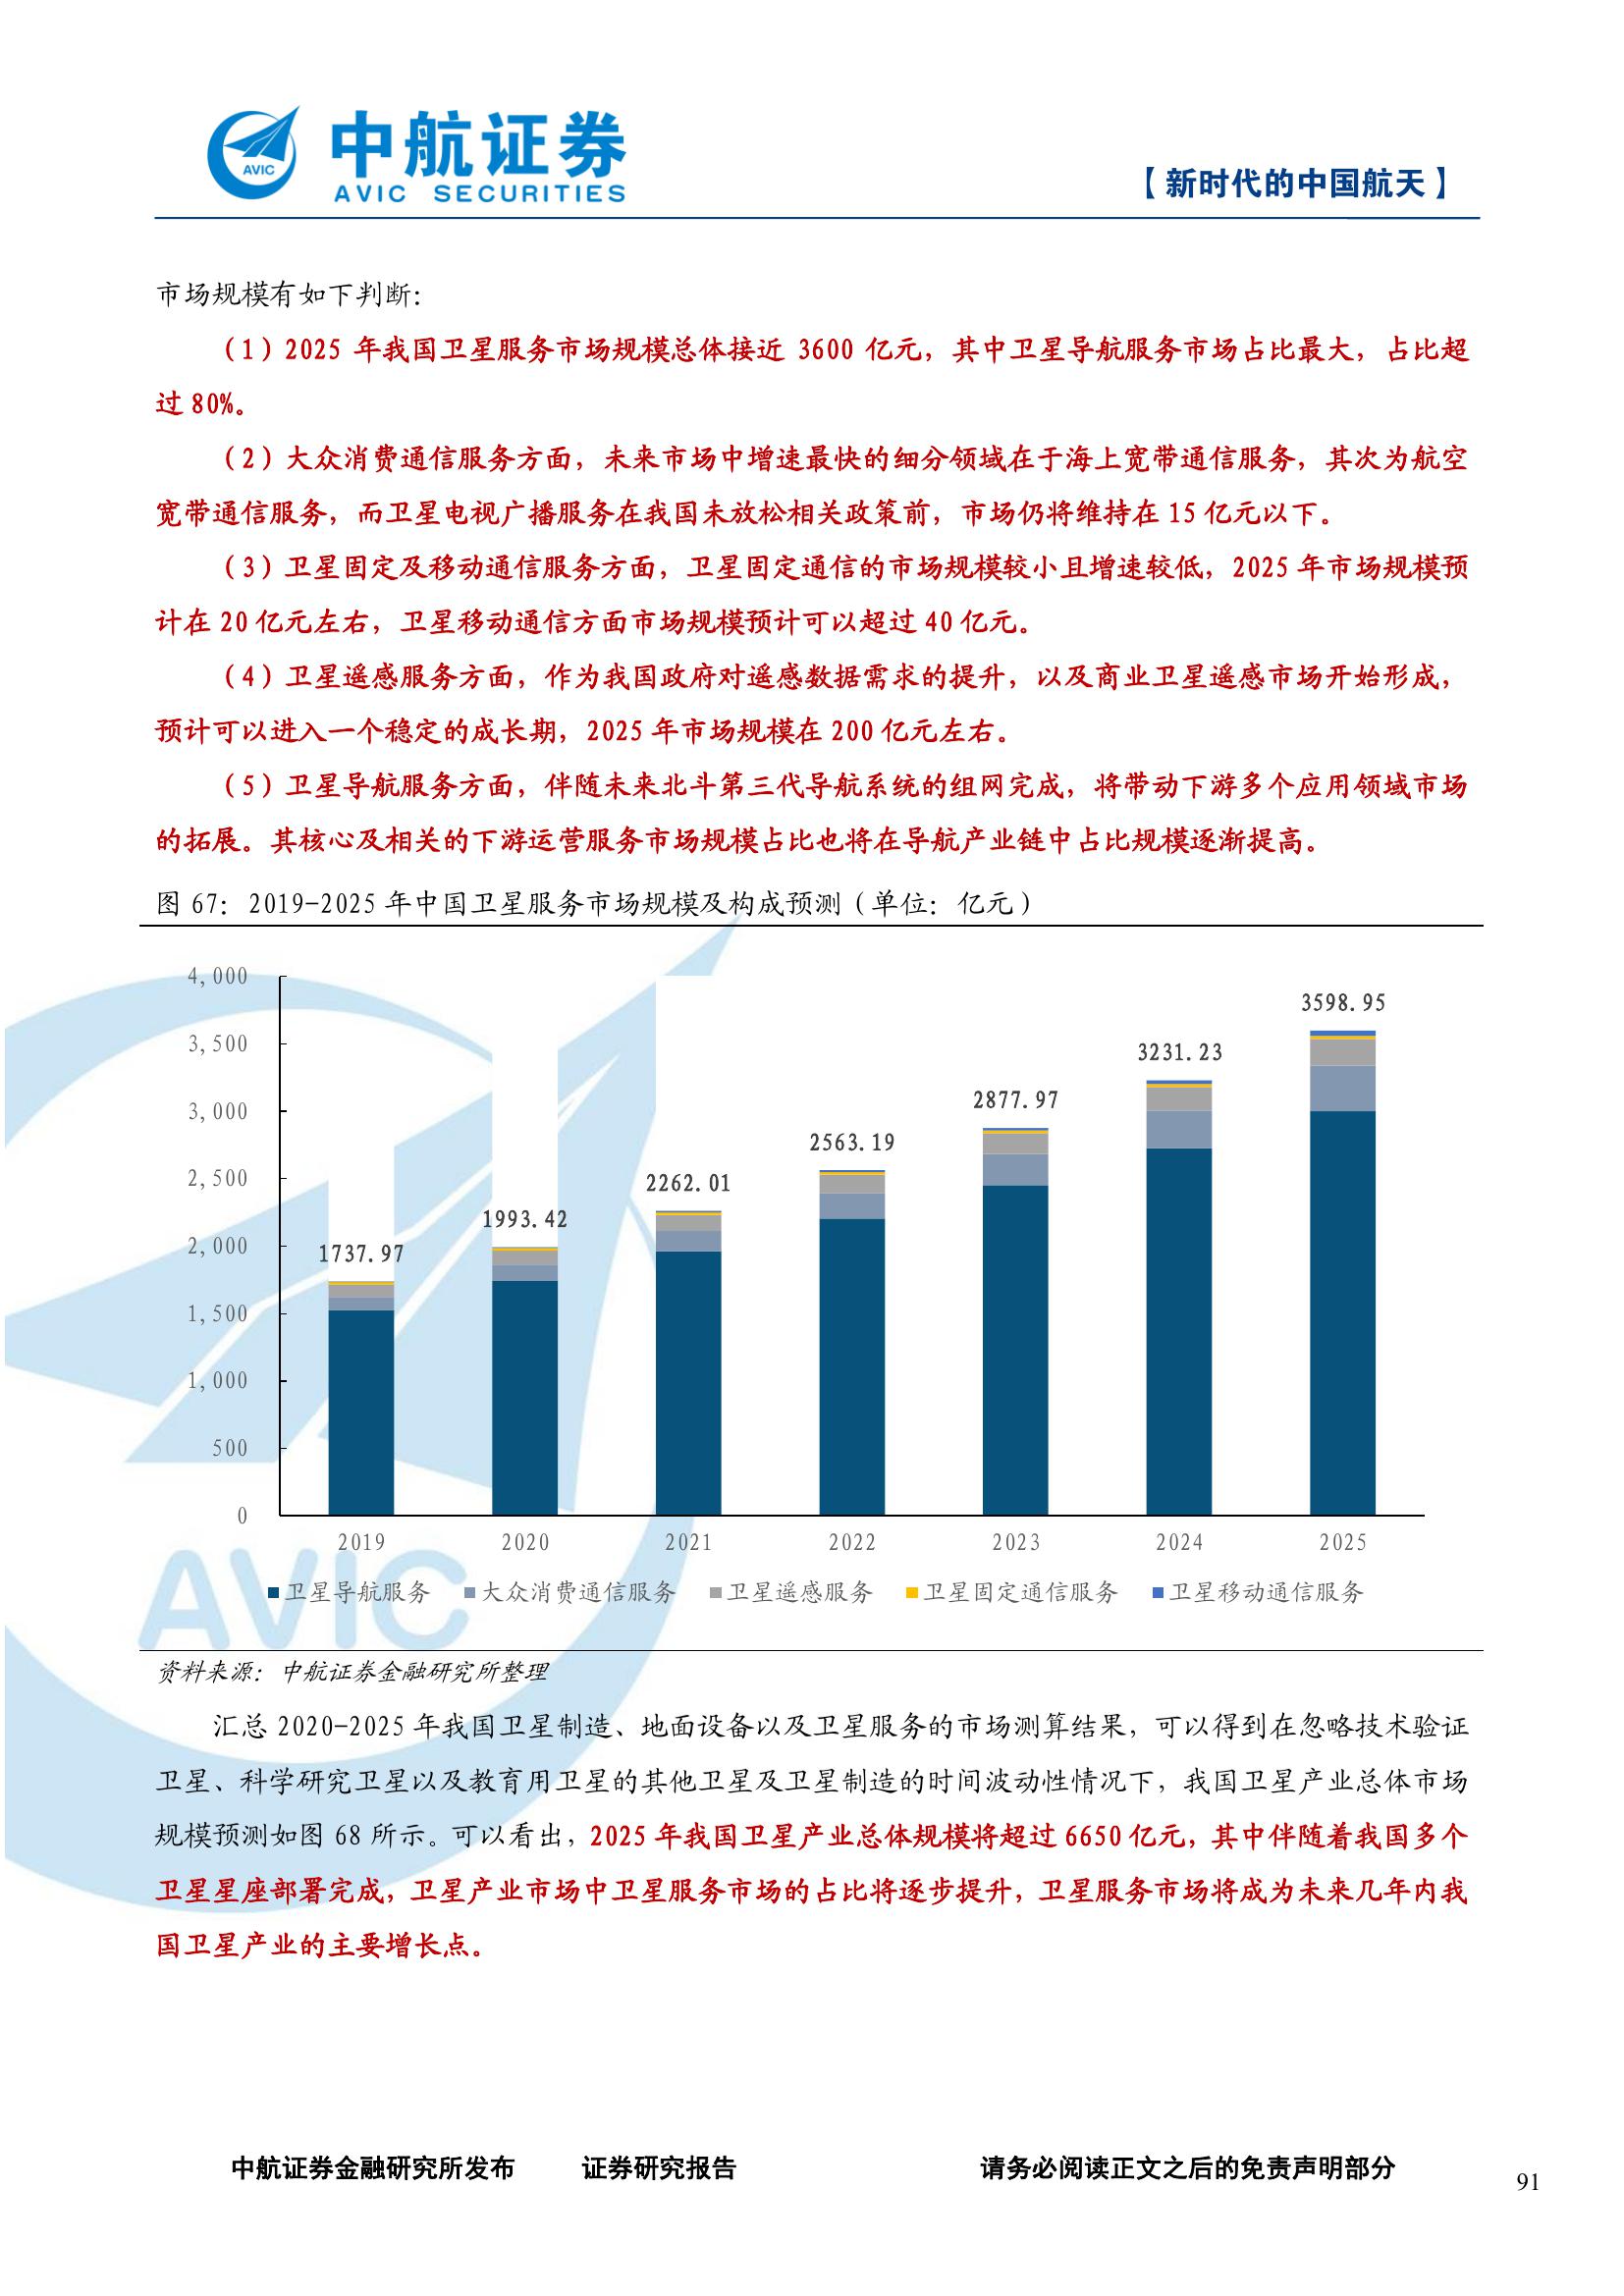 AVIC
中航证券
AVIC SECURITIES
【新时代的中国航天】
市场规模有如下判断：
（1）2025 年我国卫星服务市场规模总体接近 3600 亿元，其中卫星导航服务市场占比最大，占比超
过 80%。
（2）大众消费通信服务方面，未来市场中增速最快的细分领域在于海上宽带通信服务，其次为航空
宽带通信服务，而卫星电视广播服务在我国未放松相关政策前，市场仍将维持在 15 亿元以下。
（3）卫星固定及移动通信服务方面，卫星固定通信的市场规模较小且增速较低，2025 年市场规模预
计在 20 亿元左右，卫星移动通信方面市场规模预计可以超过 40 亿元。
（4）卫星遥感服务方面，作为我国政府对遥感数据需求的提升，以及商业卫星遥感市场开始形成，
预计可以进入一个稳定的成长期，2025 年市场规模在 200 亿元左右。
（5）卫星导航服务方面，伴随未来北斗第三代导航系统的组网完成，将带动下游多个应用领域市场
的拓展。其核心及相关的下游运营服务市场规模占比也将在导航产业链中占比规模逐渐提高。
图 67：2019-2025 年中国卫星服务市场规模及构成预测（单位：亿元）
4,000
3,500
3,000
2,500
2,000
1,500
1,000
500
0
1737.97
1993.42
2262.01
2563.19
2877.97
3231.23
3598.95
2019 2020 2021 2022 2023 2024 2025
卫星导航服务 大众消费通信服务 卫星遥感服务 卫星固定通信服务 卫星移动通信服务
AVIC
资料来源：中航证券金融研究所整理
汇总 2020-2025 年我国卫星制造、地面设备以及卫星服务的市场测算结果，可以得到在忽略技术验证
卫星、科学研究卫星以及教育用卫星的其他卫星及卫星制造的时间波动性情况下，我国卫星产业总体市场
规模预测如图 68 所示。可以看出，2025 年我国卫星产业总体规模将超过 6650 亿元，其中伴随着我国多个
卫星星座部署完成，卫星产业市场中卫星服务市场的占比将逐步提升，卫星服务市场将成为未来几年内我
国卫星产业的主要增长点。
中航证券金融研究所发布 证券研究报告 请务必阅读正文之后的免责声明部分
91